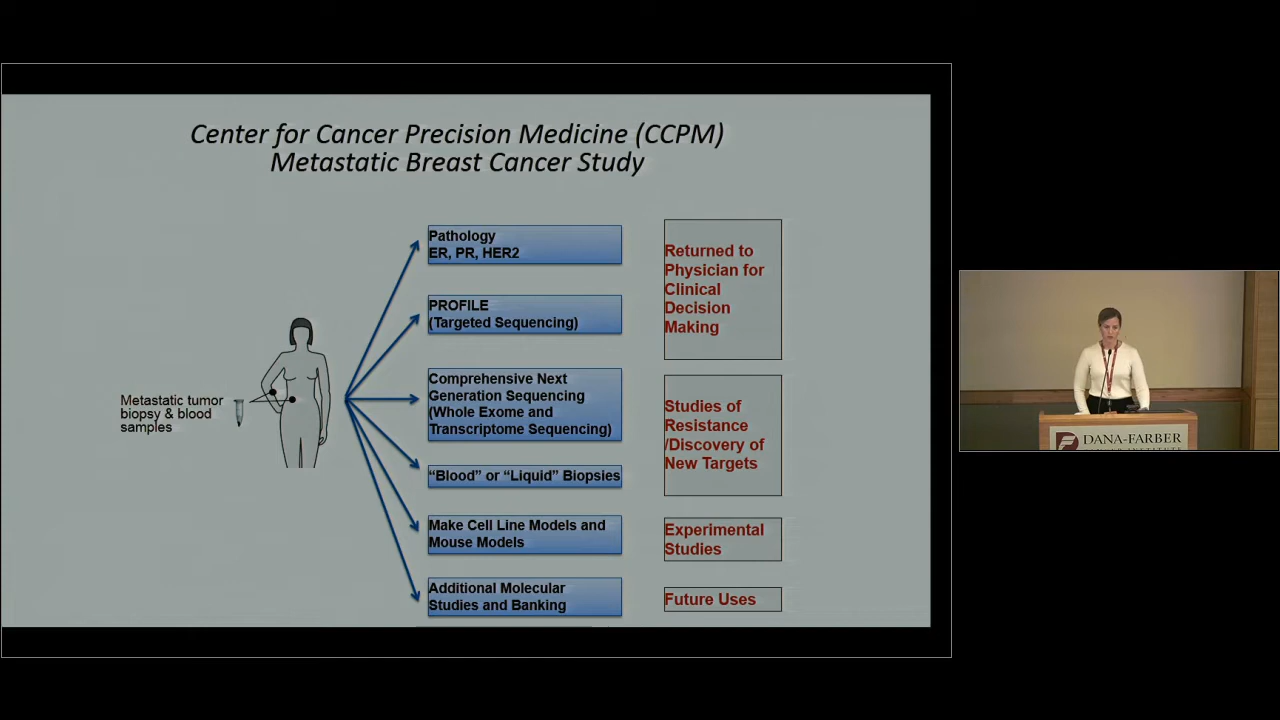 Center for Cancer Precision Medicine (CCPM)
Metastatic Breast Cancer Study
Metastatic tumor
biopsy & blood
samples
Pathology
ER, PR, HER2
PROFILE
(Targeted Sequencing)
Comprehensive Next
Generation Sequencing
(Whole Exome and
Transcriptome Sequencing)
“Blood” or “Liquid” Biopsies
Make Cell Line Models and
Mouse Models
Additional Molecular
Studies and Banking
Returned to
Physician for
Clinical
Decision
Making
Studies of
Resistance
/Discovery of
New Targets
Experimental
Studies
Future Uses
DANA-FARBER